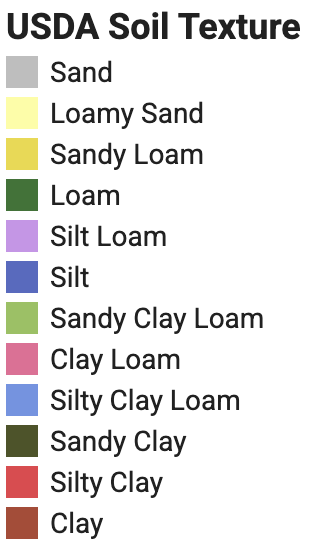 USDA Soil Texture
Sand
Loamy Sand
Sandy Loam
Loam
Silt Loam
Silt
Sandy Clay Loam
Clay Loam
Silty Clay Loam
Sandy Clay
Silty Clay
Clay